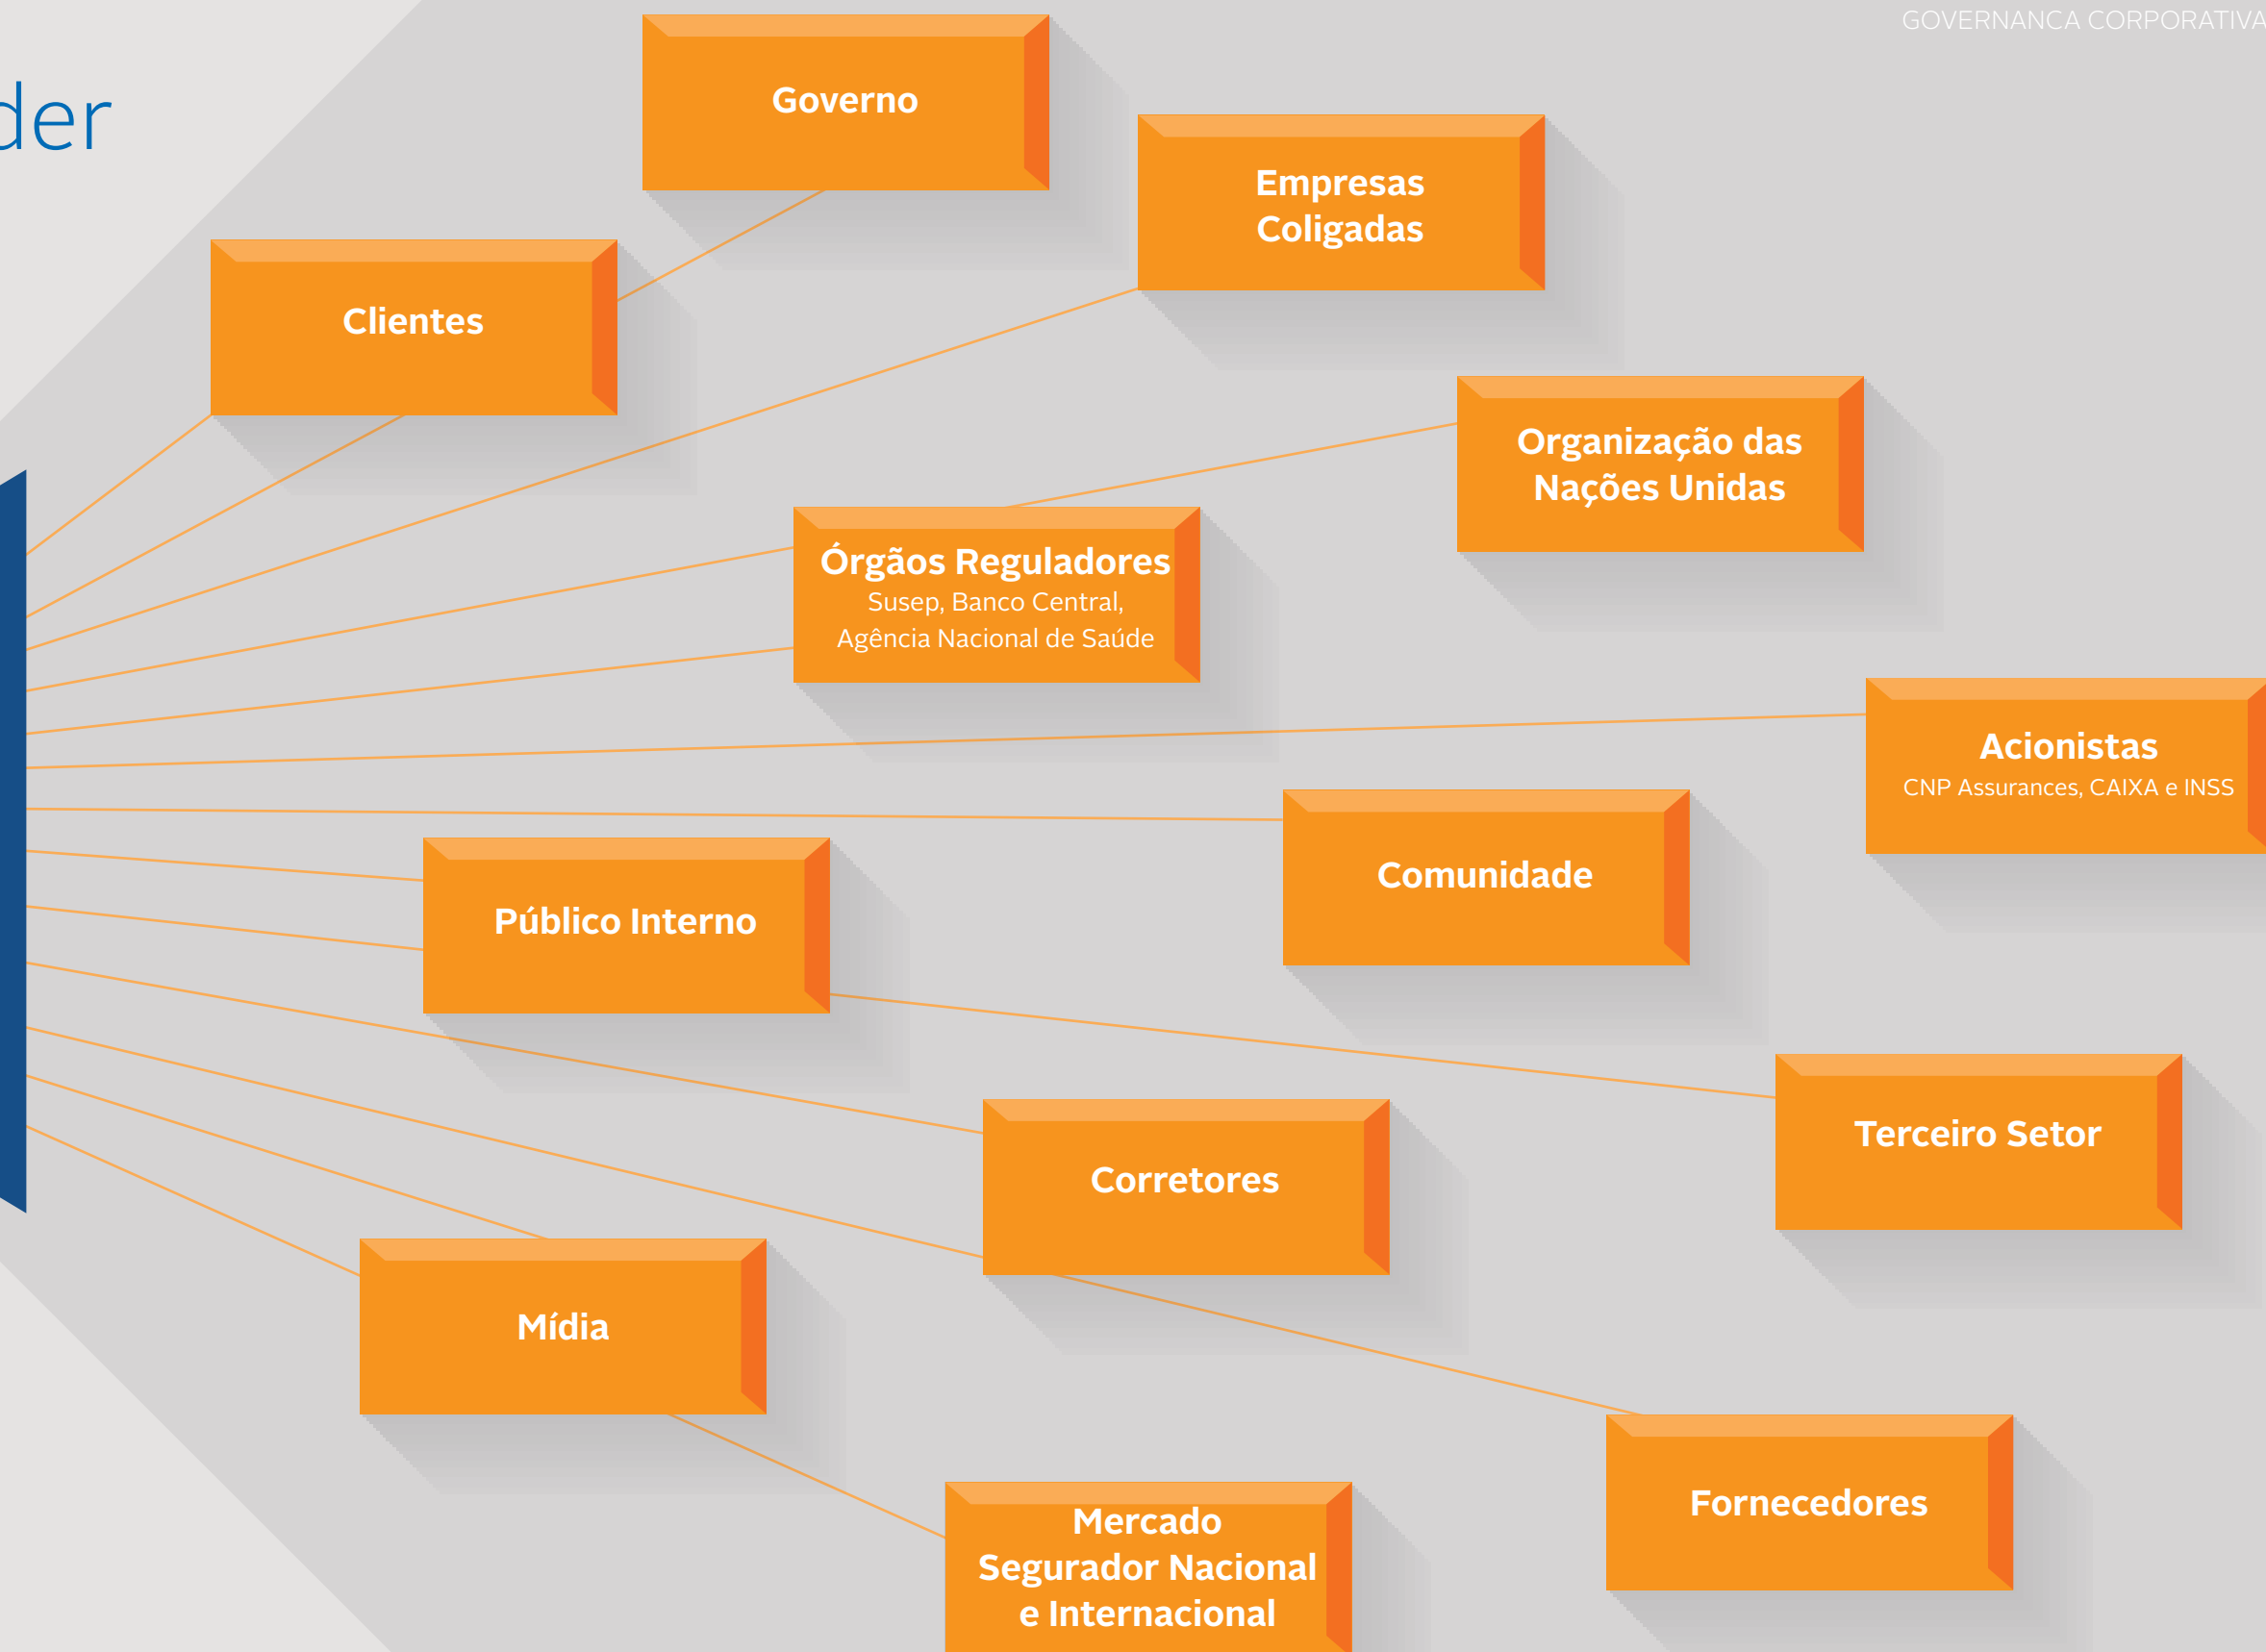 GOVERNANCA CORPORATIVA
der
Governo
Empresas
Coligadas
Clientes
Organização das
Nações Unidas
Órgãos Reguladores
Susep, Banco Central,
Agência Nacional de Saúde
Acionistas
CNP Assurances, CAIXA e INSS
Comunidade
Público Interno
Terceiro Setor
Corretores
Mídia
Fornecedores
Mercado
Segurador Nacional
e Internacional